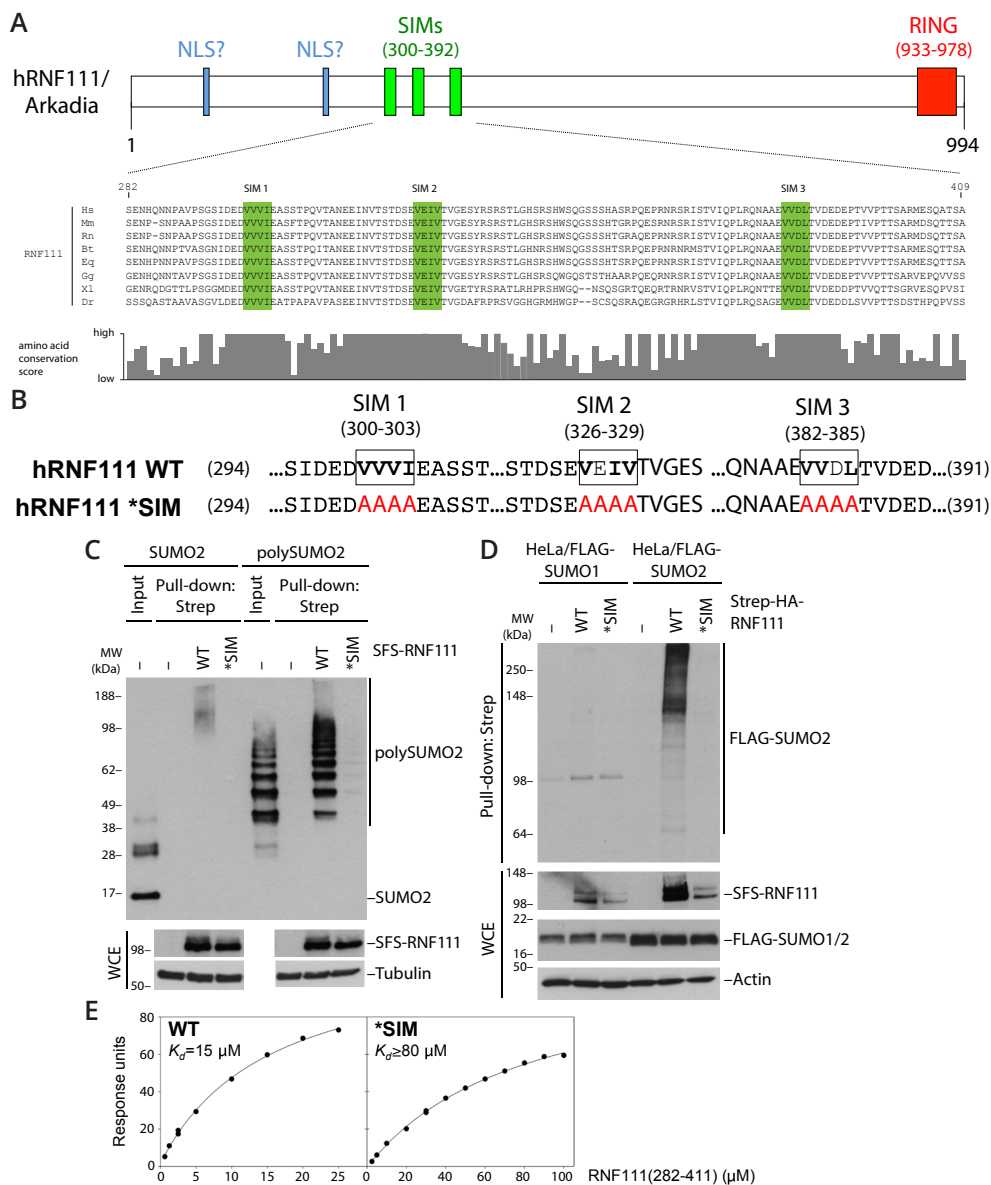 A
hRNF111/
Arkadia
NLS?
NLS?
SIMs
(300-392)
RING
(933-978)
1
994
282
SIM 1
SIM 2
SIM 3
409
RNF111
Hs SENHQNNPAVPSGSIDEDVVVIEASSTPQVTANEEINVTSTDSEVEIVTVGESYRSRSTLGHSRSHWSQGSSSHASRPQEPRNRSRISTVIQPLRQNAAEVVDLTVDEDEPTVVPTTSARMESQATSA
Mm SENP-SNPAAPSGSIDEDVVVIEASSTPQVTANEEINVTSTDSEVEIVTVGESYRSRSTLGHSRSHWSQGSSSHTGRPQEPRNRSRISTVIQPLRQNAAEVVDLTVDEDEPTVVPTTSARMESQTTSA
Rn
Bt
Eq
Gg
Xl
Dr
amino acid
conservation
score
high
low
B
SIM 1
(300-303)
SIM 2
(326-329)
SIM 3
(382-385)
hRNF111 WT (294) ...SIDEDVVVIEASST...STDSEVEIVTVGES ...QNAAEVVDLTVDED...(391)
hRNF111 *SIM (294) ...SIDEDAAAAEASST...STDSEAAAATVGES ...QNAAEAAAATVDED...(391)
C
SUMO2
polySUMO2
Input
Pull-down:
Strep
Input
Pull-down:
Strep
MW
(kDa)
–
–
WT
*SIM
–
–
WT
*SIM
SFS-RNF111
188–
98–
62–
49–
38–
28–
17–
polySUMO2
–SUMO2
WCE
98–
–SFS-RNF111
50–
–Tubulin
D
HeLa/FLAG-
SUMO1
HeLa/FLAG-
SUMO2
MW
(kDa)
–
WT
*SIM
–
WT
*SIM
Strep-HA-
RNF111
Pull-down: Strep
250–
148–
98–
64–
FLAG-SUMO2
WCE
148–
98–
–SFS-RNF111
22–
16–
–FLAG-SUMO1/2
50–
–Actin
E
Response units
80
60
40
20
0
WT
Kd=15 µM
*SIM
Kd≥80 µM
0 5 10 15 20 25
0 20 40 60 80 100
RNF111(282-411) (µM)